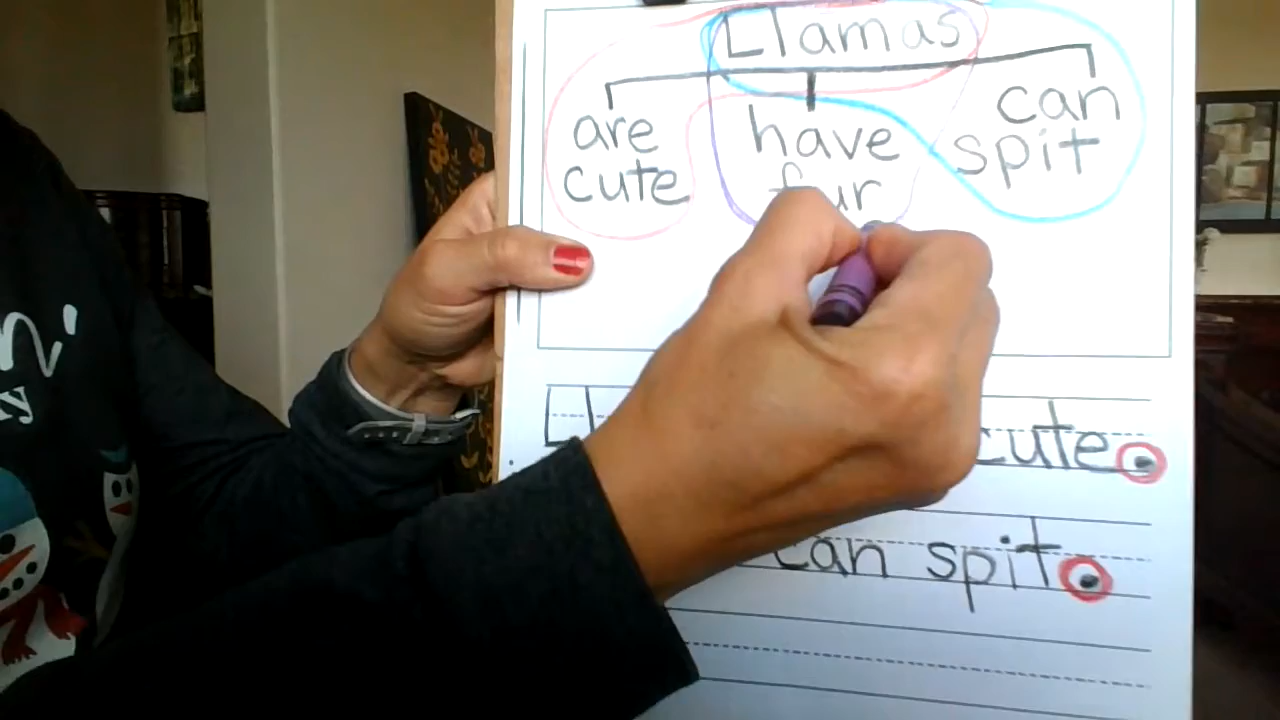 Llamas
are
cute
have
fur
can
spit
cute.
can spit.